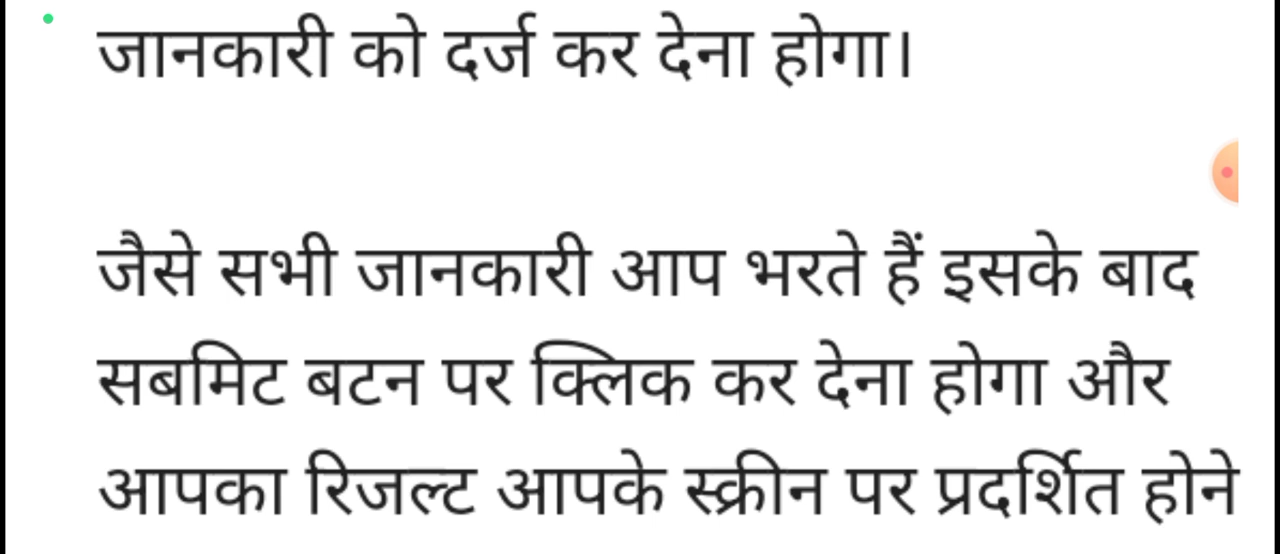 जानकारी को दर्ज कर देना होगा।
जैसे सभी जानकारी आप भरते हैं इसके बाद
सबमिट बटन पर क्लिक कर देना होगा और
आपका रिजल्ट आपके स्क्रीन पर प्रदर्शित होने